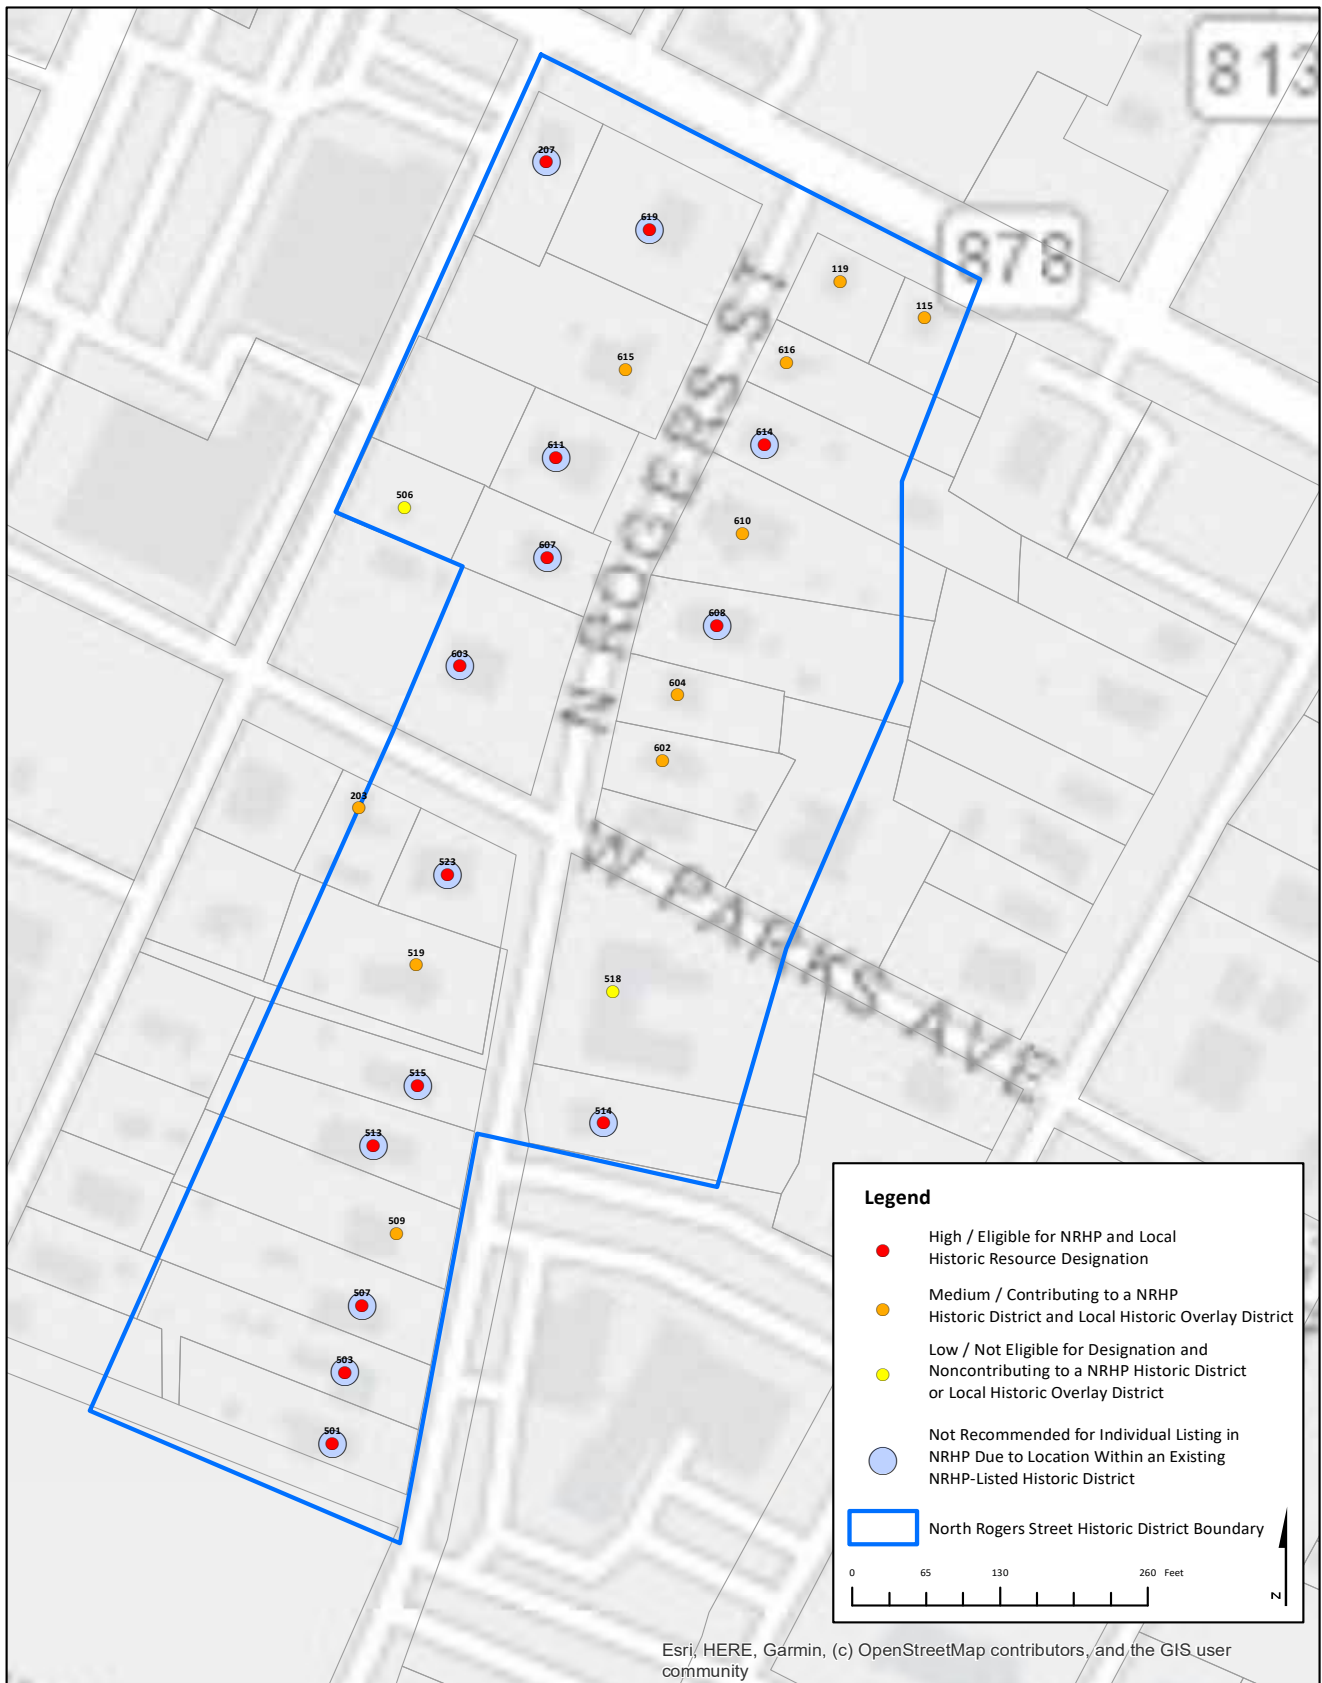 813
207
619
878
119
115
N ROGERS ST
615
616
614
611
506
610
607
608
603
604
602
203
W PARKS AVE
523
519
518
515
514
513
509
507
503
501
Legend
High / Eligible for NRHP and Local
Historic Resource Designation
Medium / Contributing to a NRHP
Historic District and Local Historic Overlay District
Low / Not Eligible for Designation and
Noncontributing to a NRHP Historic District
or Local Historic Overlay District
Not Recommended for Individual Listing in
NRHP Due to Location Within an Existing
NRHP-Listed Historic District
North Rogers Street Historic District Boundary
0 65 130 260 Feet
N
Esri, HERE, Garmin, (c) OpenStreetMap contributors, and the GIS user
community